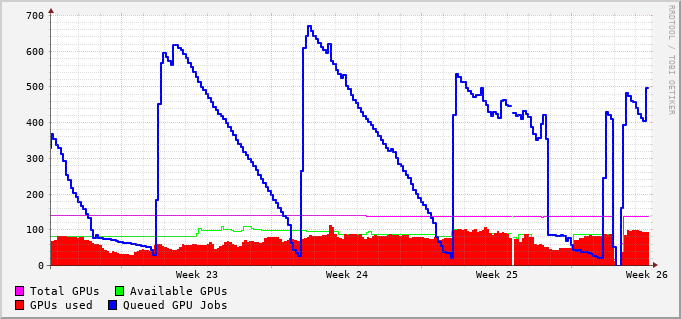 700
600
500
400
300
200
100
0
Week 23 Week 24 Week 25 Week 26
Total GPUs Available GPUs
GPUs used Queued GPU Jobs
RRDTOOL / TOBI OETIKER